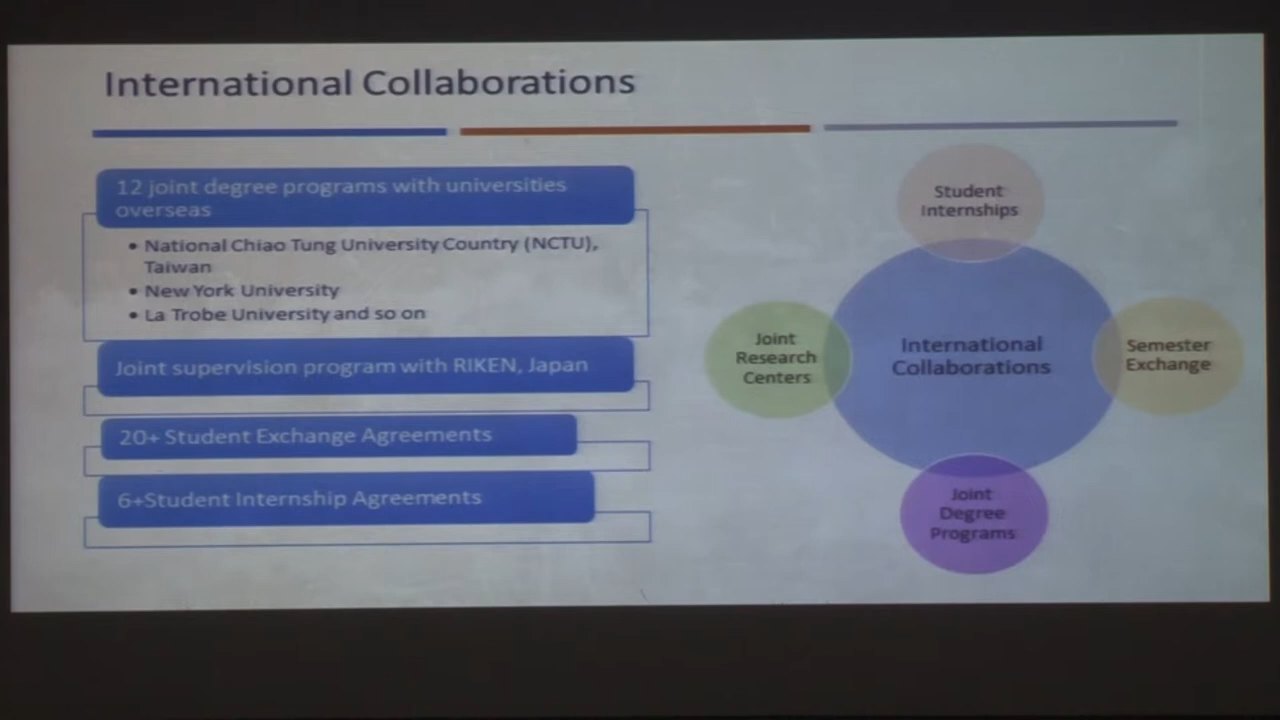 International Collaborations
12 joint degree programs with universities
overseas
• National Chiao Tung University Country (NCTU),
Taiwan
• New York University
• La Trobe University and so on
Joint supervision program with RIKEN, Japan
20+ Student Exchange Agreements
6+Student Internship Agreements
Student
Internships
Joint
Research
Centers
International
Collaborations
Semester
Exchange
Joint
Degree
Programs